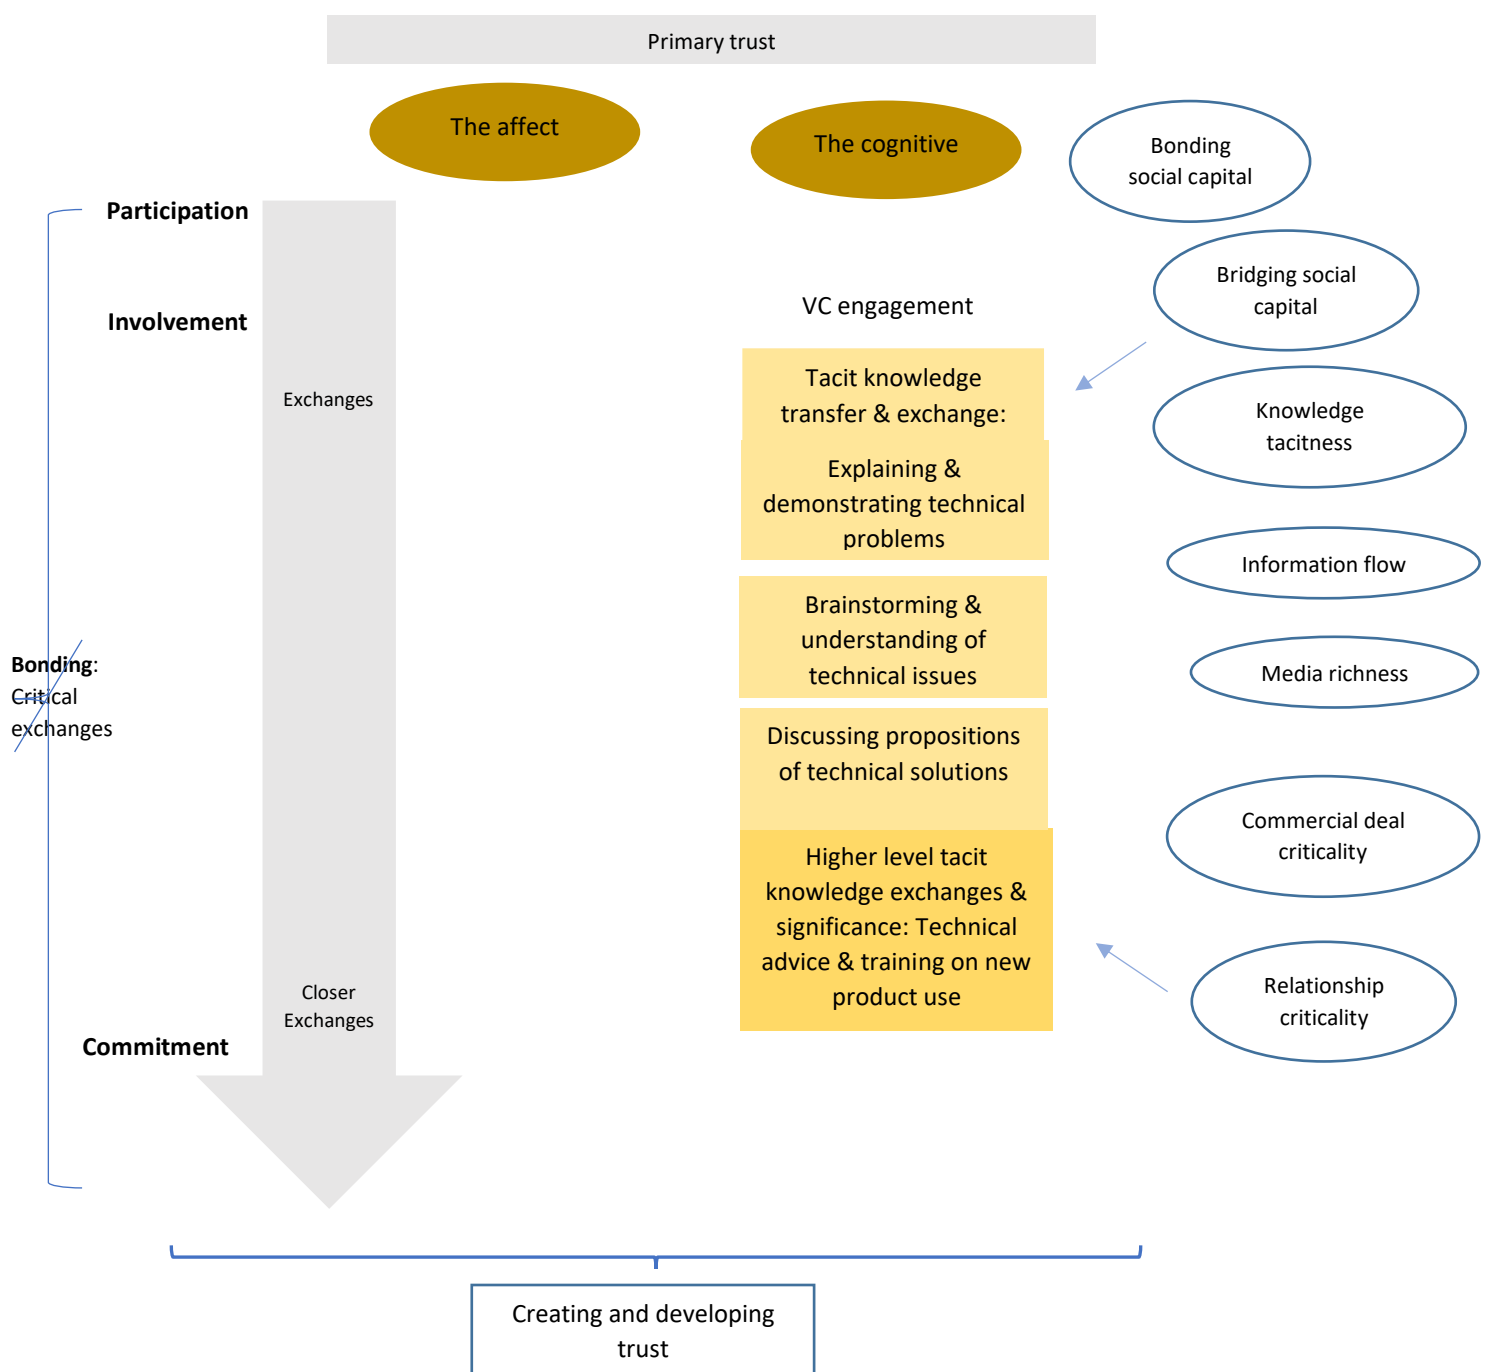 Primary trust
The affect
The cognitive
Bonding
social capital
Participation
Bridging social
capital
VC engagement
Involvement
Tacit knowledge
transfer & exchange:
Exchanges
Knowledge
tacitness
Explaining &
demonstrating technical
problems
Information flow
Brainstorming &
understanding of
technical issues
Bonding:
Critical
exchanges
Media richness
Discussing propositions
of technical solutions
Commercial deal
criticality
Higher level tacit
knowledge exchanges &
significance: Technical
advice & training on new
product use
Closer
Exchanges
Relationship
criticality
Commitment
Creating and developing
trust